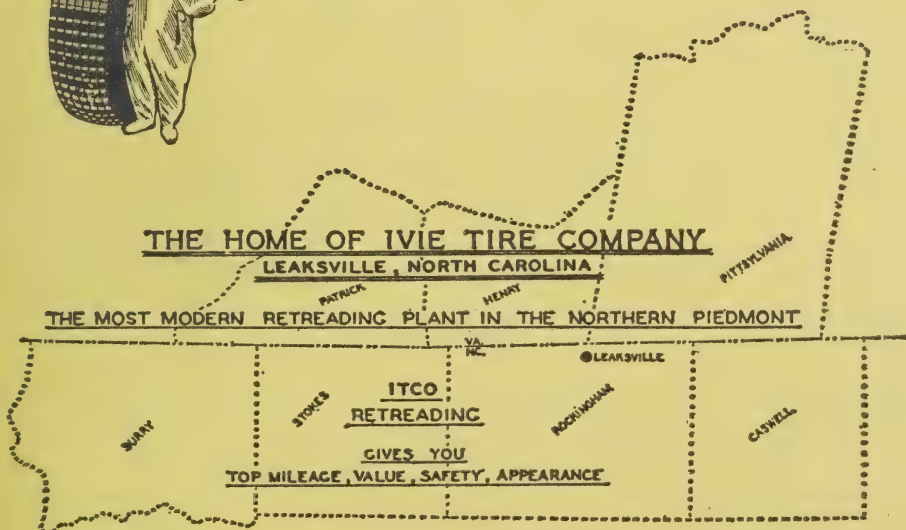 THE HOME OF IVIE TIRE COMPANY
LEAKSVILLE, NORTH CAROLINA
PATRICK
HENRY
PITTSYLVANIA
THE MOST MODERN RETREADING PLANT IN THE NORTHERN PIEDMONT
VA.
NC.
LEAKSVILLE
SURRY
STOKES
ITCO
RETREADING
ROCKINGHAM
CASWELL
GIVES YOU
TOP MILEAGE, VALUE, SAFETY, APPEARANCE